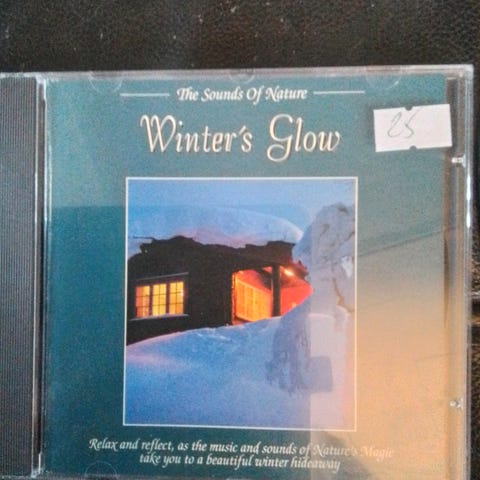 The Sounds Of Nature
Winter's Glow
25
Relax and reflect, as the music and sounds of Nature's Magic
take you to a beautiful winter hideaway